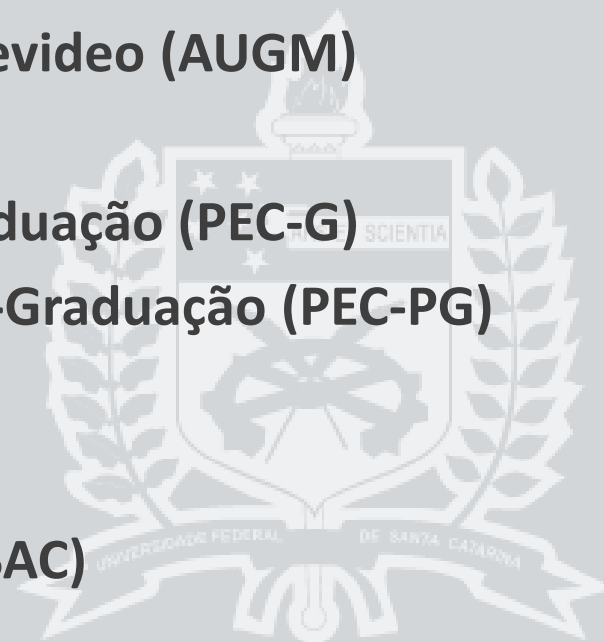 evideo (AUGM)
duação (PEC-G)
SCIENTIA
-Graduação (PEC-PG)
UNIVERSIDADE FEDERAL DE SANTA CATARINA
AC)